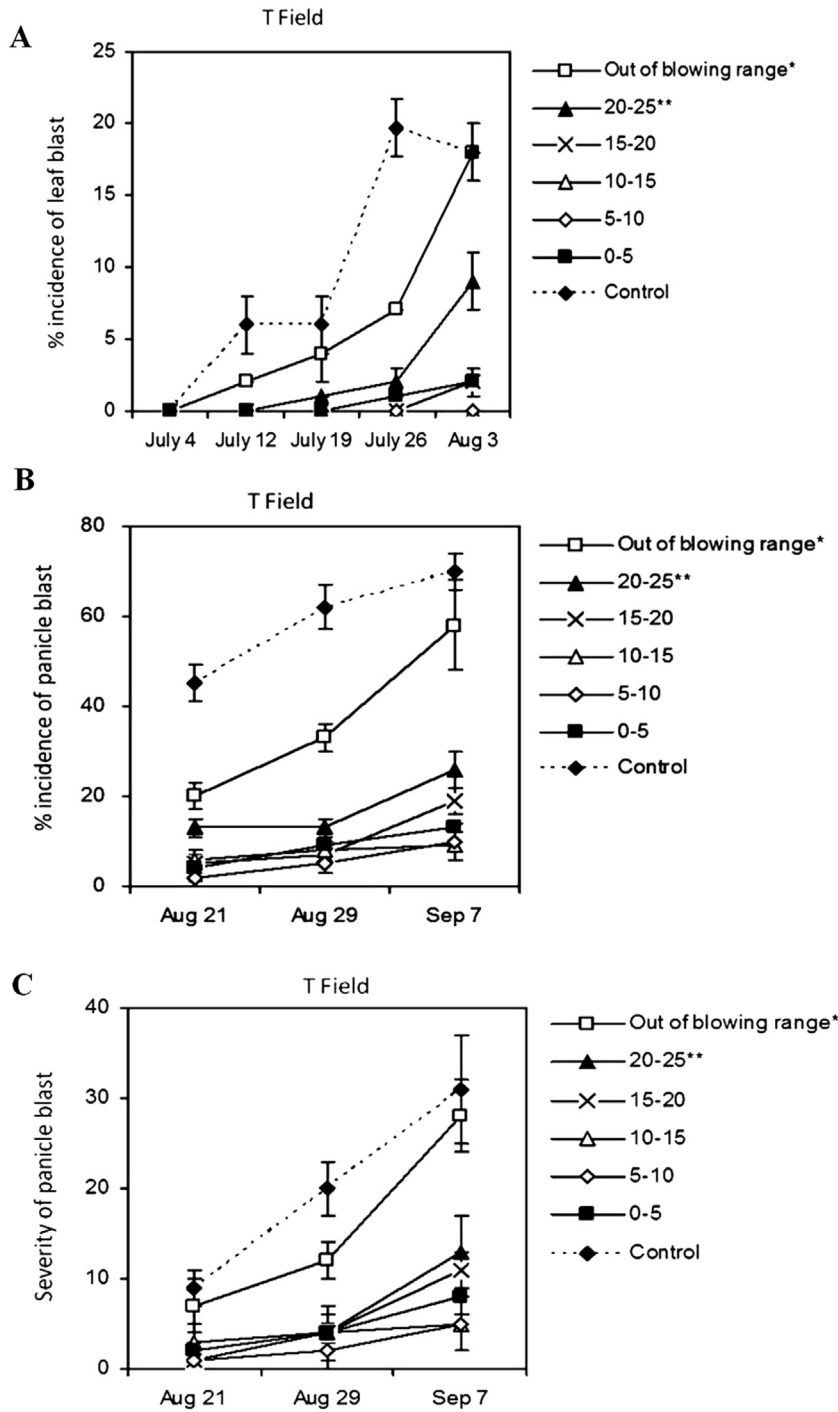 A
T Field
% incidence of leaf blast
25
20
15
10
5
0
July 4 July 12 July 19 July 26 Aug 3
Out of blowing range*
20-25**
15-20
10-15
5-10
0-5
Control
B
T Field
% incidence of panicle blast
80
60
40
20
0
Aug 21 Aug 29 Sep 7
Out of blowing range*
20-25**
15-20
10-15
5-10
0-5
Control
C
T Field
Severity of panicle blast
40
30
20
10
0
Aug 21 Aug 29 Sep 7
Out of blowing range*
20-25**
15-20
10-15
5-10
0-5
Control